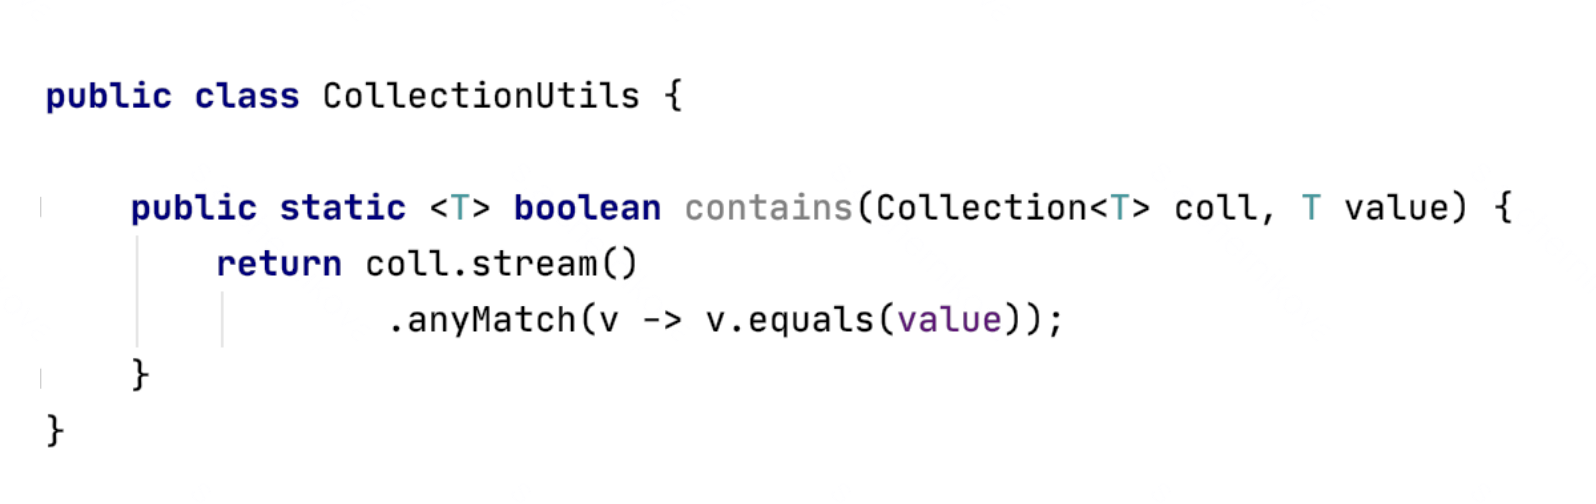 public class CollectionUtils {
public static <T> boolean contains(Collection<T> coll, T value) {
return coll.stream()
.anyMatch(v -> v.equals(value));
}
}